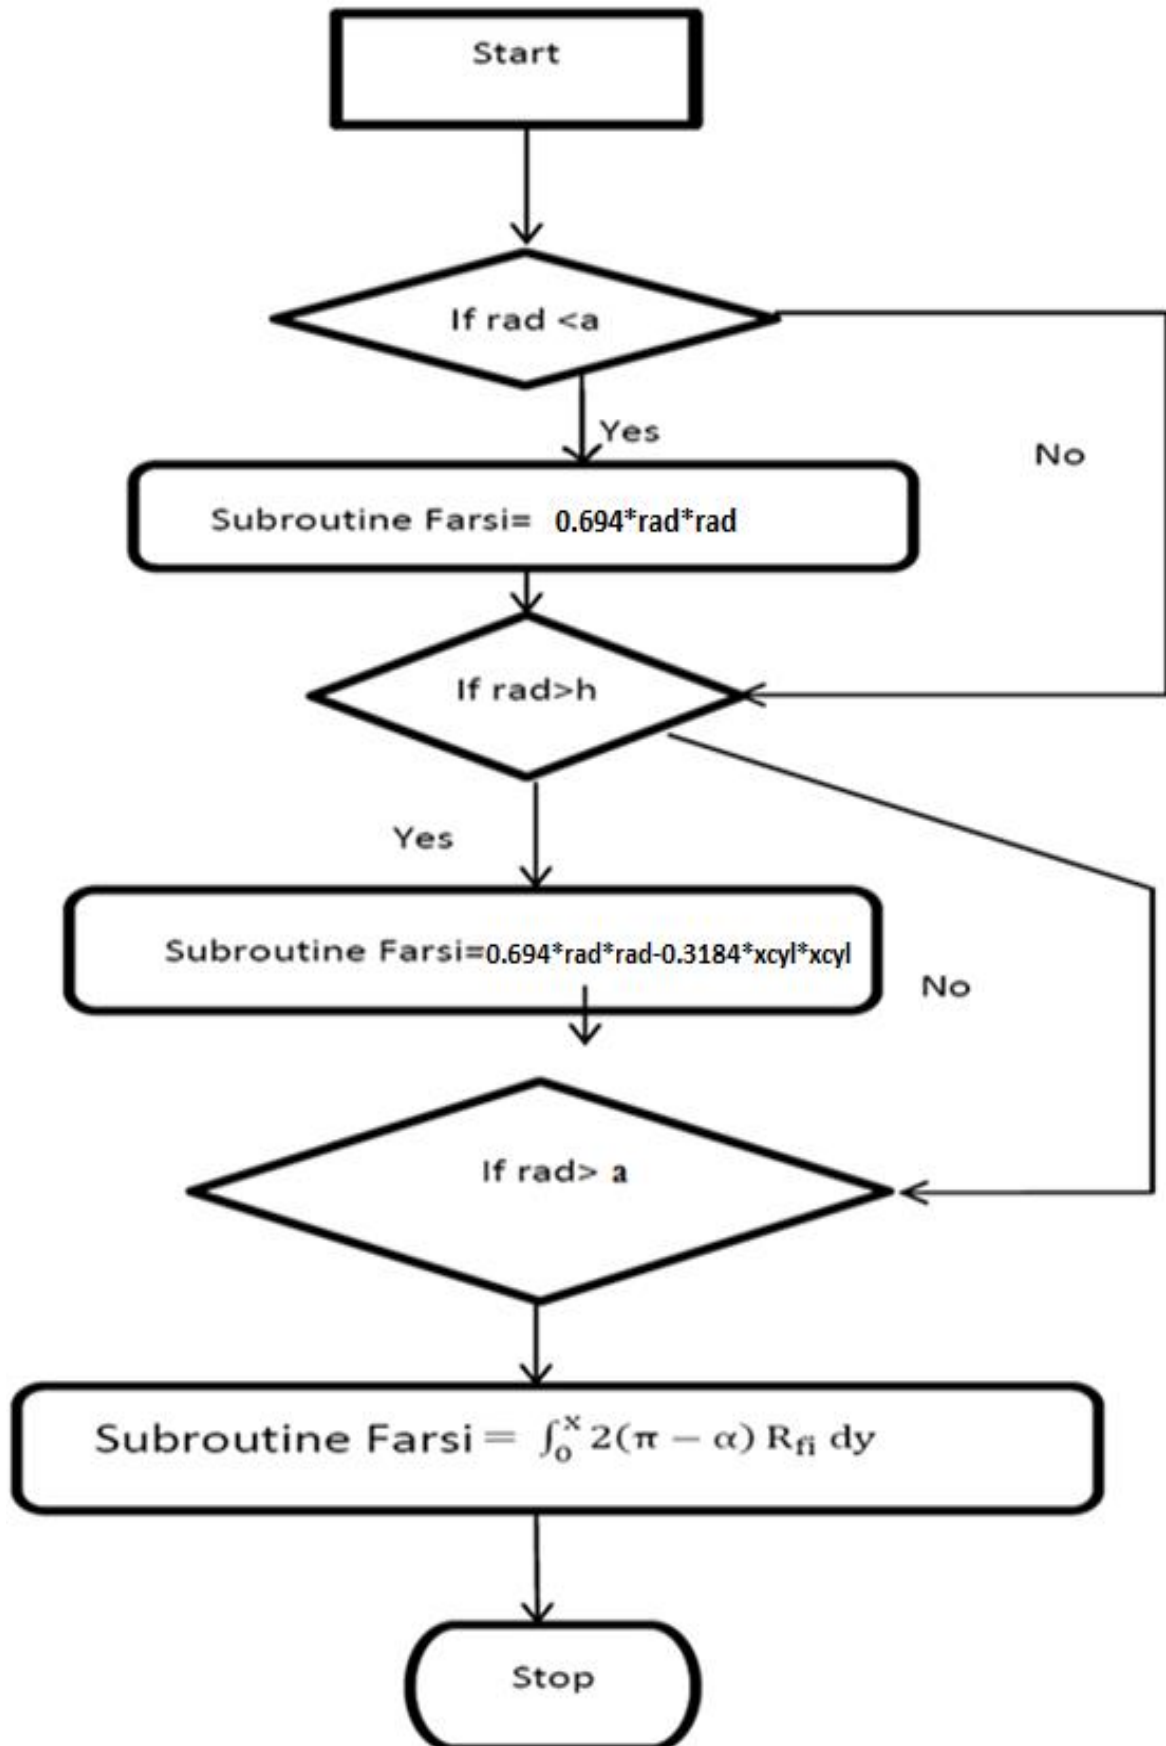 Start
If rad <a
Yes
No
Subroutine Farsi= 0.694*rad*rad
If rad>h
Yes
Subroutine Farsi=0.694*rad*rad-0.3184*xcyl*xcyl
No
If rad> a
Subroutine Farsi = ∫₀ˣ 2(π − α) R_fi dy
Stop